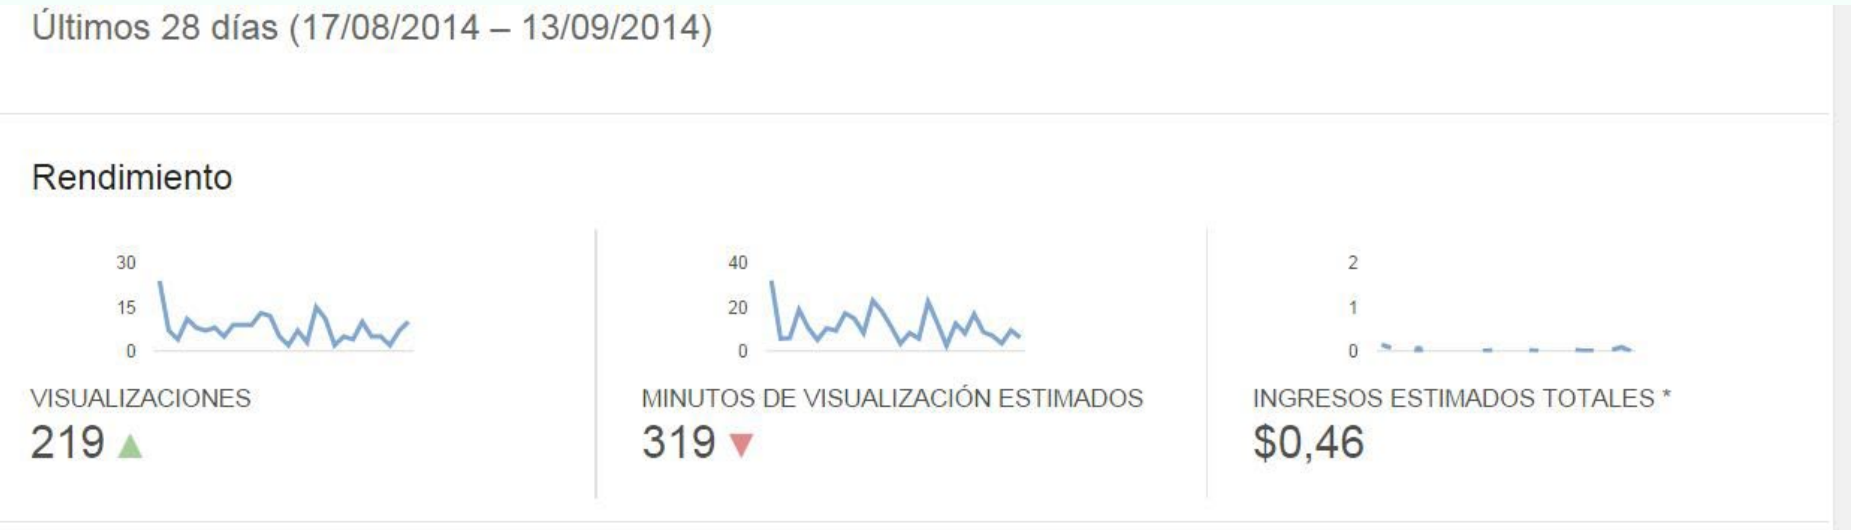 Últimos 28 días (17/08/2014 – 13/09/2014)
Rendimiento
30
15
0
VISUALIZACIONES
219
40
20
0
MINUTOS DE VISUALIZACIÓN ESTIMADOS
319
2
1
0
INGRESOS ESTIMADOS TOTALES *
$0,46